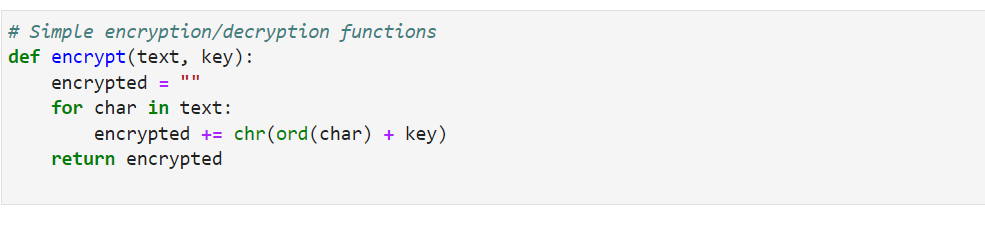 # Simple encryption/decryption functions
def encrypt(text, key):
    encrypted = ""
    for char in text:
        encrypted += chr(ord(char) + key)
    return encrypted